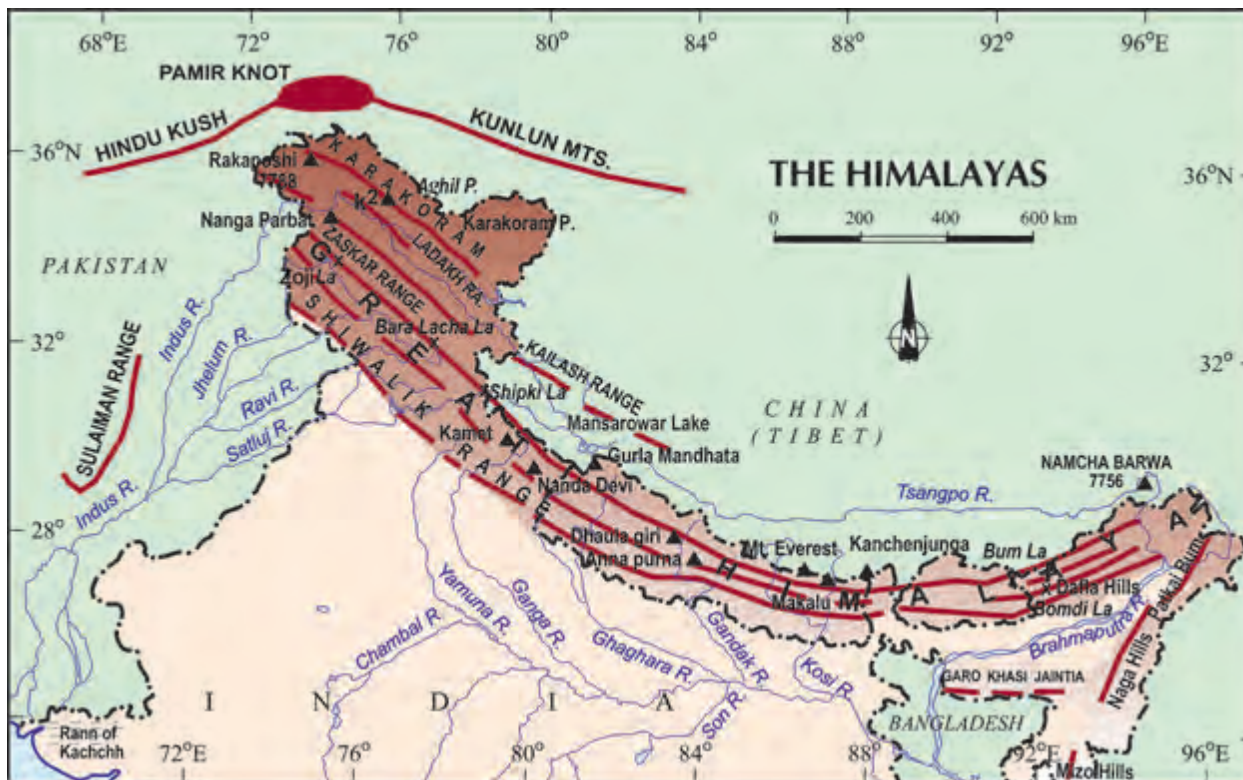 68°E 72° 76° 80° 84° 88° 92° 96°E
PAMIR KNOT
HINDU KUSH
KUNLUN MTS.
36°N
36°N
THE HIMALAYAS
0 200 400 600 km
Rakaposhi
7788
KARAKORAM
Aghil P.
K2
Karakoram P.
Nanga Parbat
LADAKH RA.
ZASKAR RANGE
PAKISTAN
Zoji La
GREAT HIMALAYAN
SHIWALIK RANGE
Bara Lacha La
N
Indus R.
Jhelum R.
32°
32°
SULAIMAN RANGE
Ravi R.
Satluj R.
Shipki La
KAILASH RANGE
Mansarowar Lake
CHINA
(TIBET)
Kamet
Gurla Mandhata
Nanda Devi
NAMCHA BARWA
7756
Tsangpo R.
Indus R.
28°
28°
Dhaula giri
Anna purna
Mt. Everest
Kanchenjunga
Makalu
Bum La
Dafla Hills
Bomdi La
Patkai Bum
Brahmaputra R.
Naga Hills
Yamuna R.
Ganga R.
Chambal R.
Ghaghara R.
Gandak R.
Kosi R.
Son R.
GARO KHASI JAINTIA
INDIA
BANGLADESH
Rann of
Kachchh
Mizo Hills
72°E 76° 80° 84° 88° 92°E 96°E